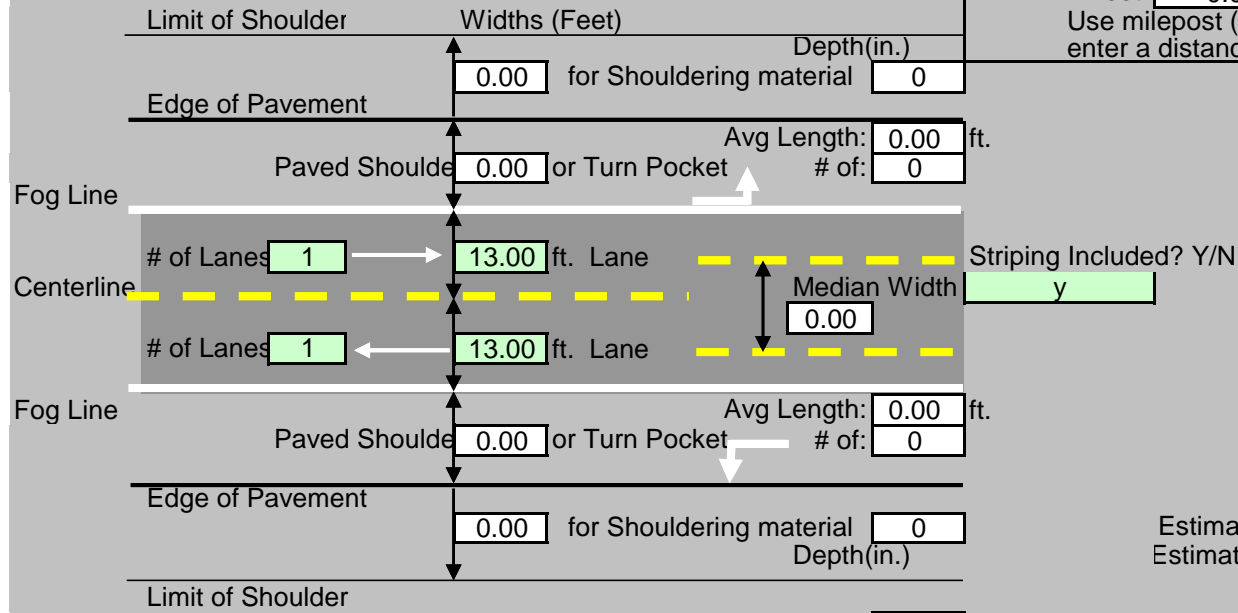 Limit of Shoulder Widths (Feet)
Use milepost (
Depth(in.) enter a distanc
0.00 for Shouldering material 0
Edge of Pavement
Avg Length: 0.00 ft.
Paved Shoulde 0.00 or Turn Pocket # of: 0
Fog Line
# of Lanes 1 13.00 ft. Lane Striping Included? Y/N
Centerline Median Width y
0.00
# of Lanes 1 13.00 ft. Lane
Fog Line Avg Length: 0.00 ft.
Paved Shoulde 0.00 or Turn Pocket # of: 0
Edge of Pavement
0.00 for Shouldering material 0 Estima
Depth(in.) Estimat
Limit of Shoulder